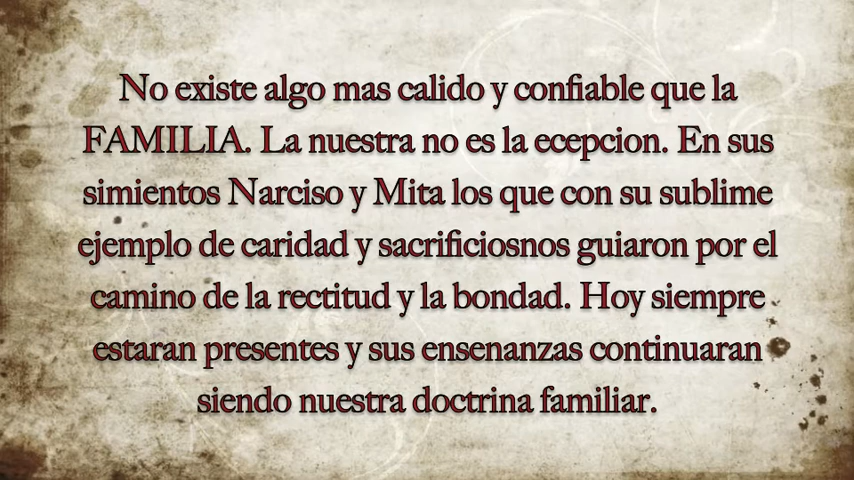 No existe algo mas calido y confiable que la
FAMILIA. La nuestra no es la ecepcion. En sus
simientos Narciso y Mita los que con su sublime
ejemplo de caridad y sacrificiosnos guiaron por el
camino de la rectitud y la bondad. Hoy siempre
estaran presentes y sus ensenanzas continuaran
siendo nuestra doctrina familiar.